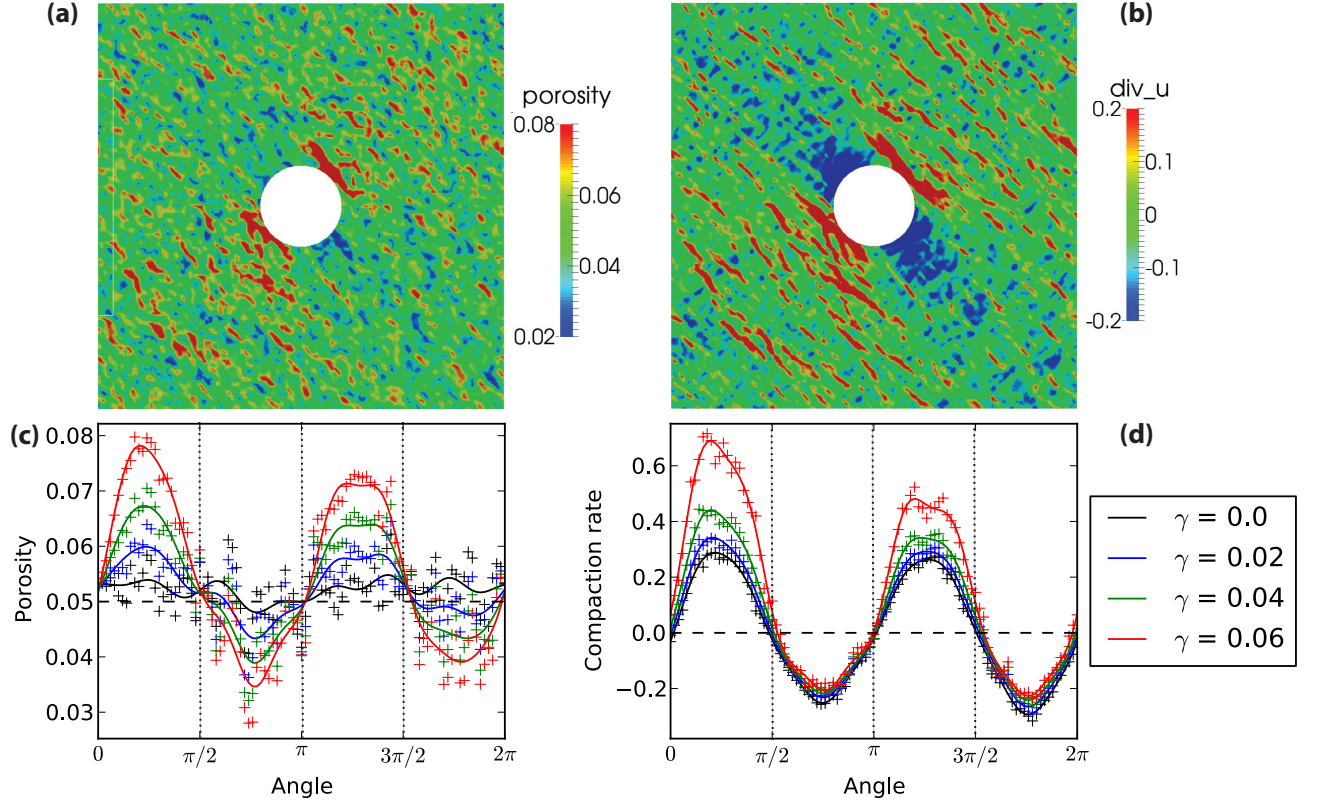 (a)
porosity
0.08
0.06
0.04
0.02
(b)
div_u
0.2
0.1
0
-0.1
-0.2
(c)
0.08
0.07
0.06
0.05
0.04
0.03
Porosity
0
π/2
π
3π/2
2π
Angle
(d)
0.6
0.4
0.2
0.0
−0.2
Compaction rate
0
π/2
π
3π/2
2π
Angle
γ = 0.0
γ = 0.02
γ = 0.04
γ = 0.06